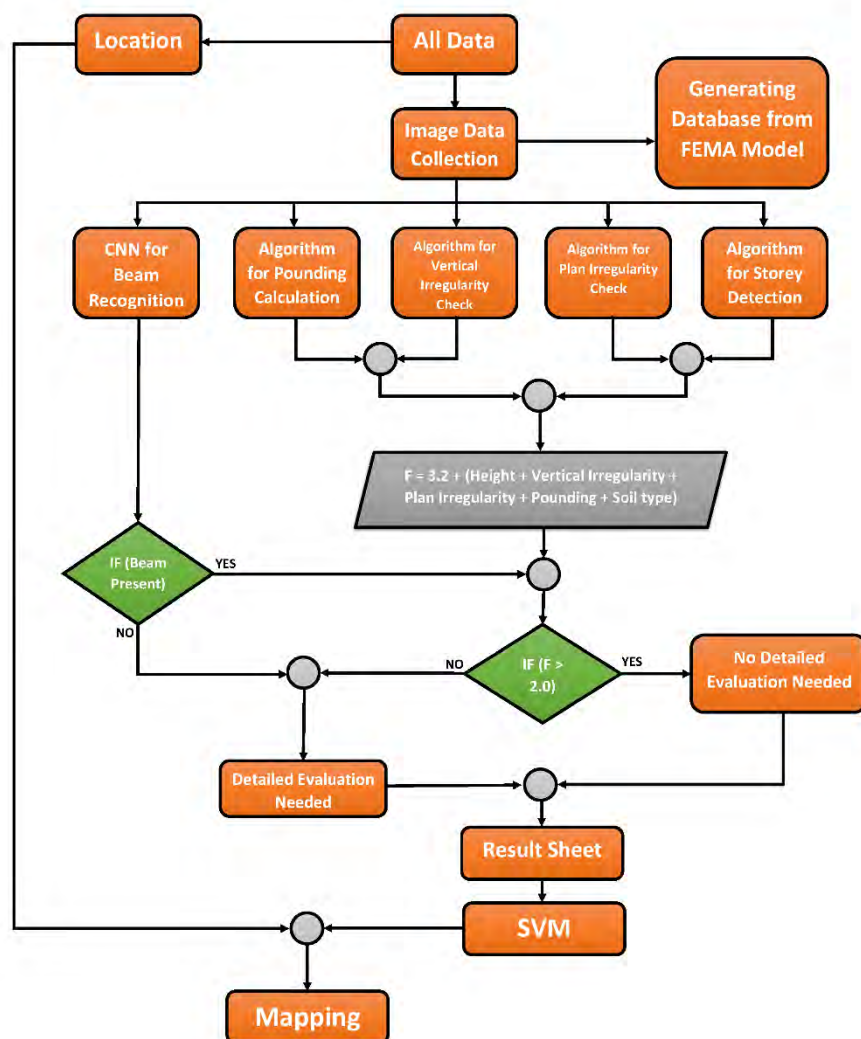 Location
All Data
Generating
Database from
FEMA Model
Image Data
Collection
CNN for
Beam
Recognition
Algorithm
for Pounding
Calculation
Algorithm for
Vertical
Irregularity
Check
Algorithm for
Plan Irregularity
Check
Algorithm
for Storey
Detection
F = 3.2 + (Height + Vertical Irregularity +
Plan Irregularity + Pounding + Soil type)
IF (Beam
Present)
YES
NO
IF (F >
2.0)
NO
YES
No Detailed
Evaluation Needed
Detailed Evaluation
Needed
Result Sheet
SVM
Mapping